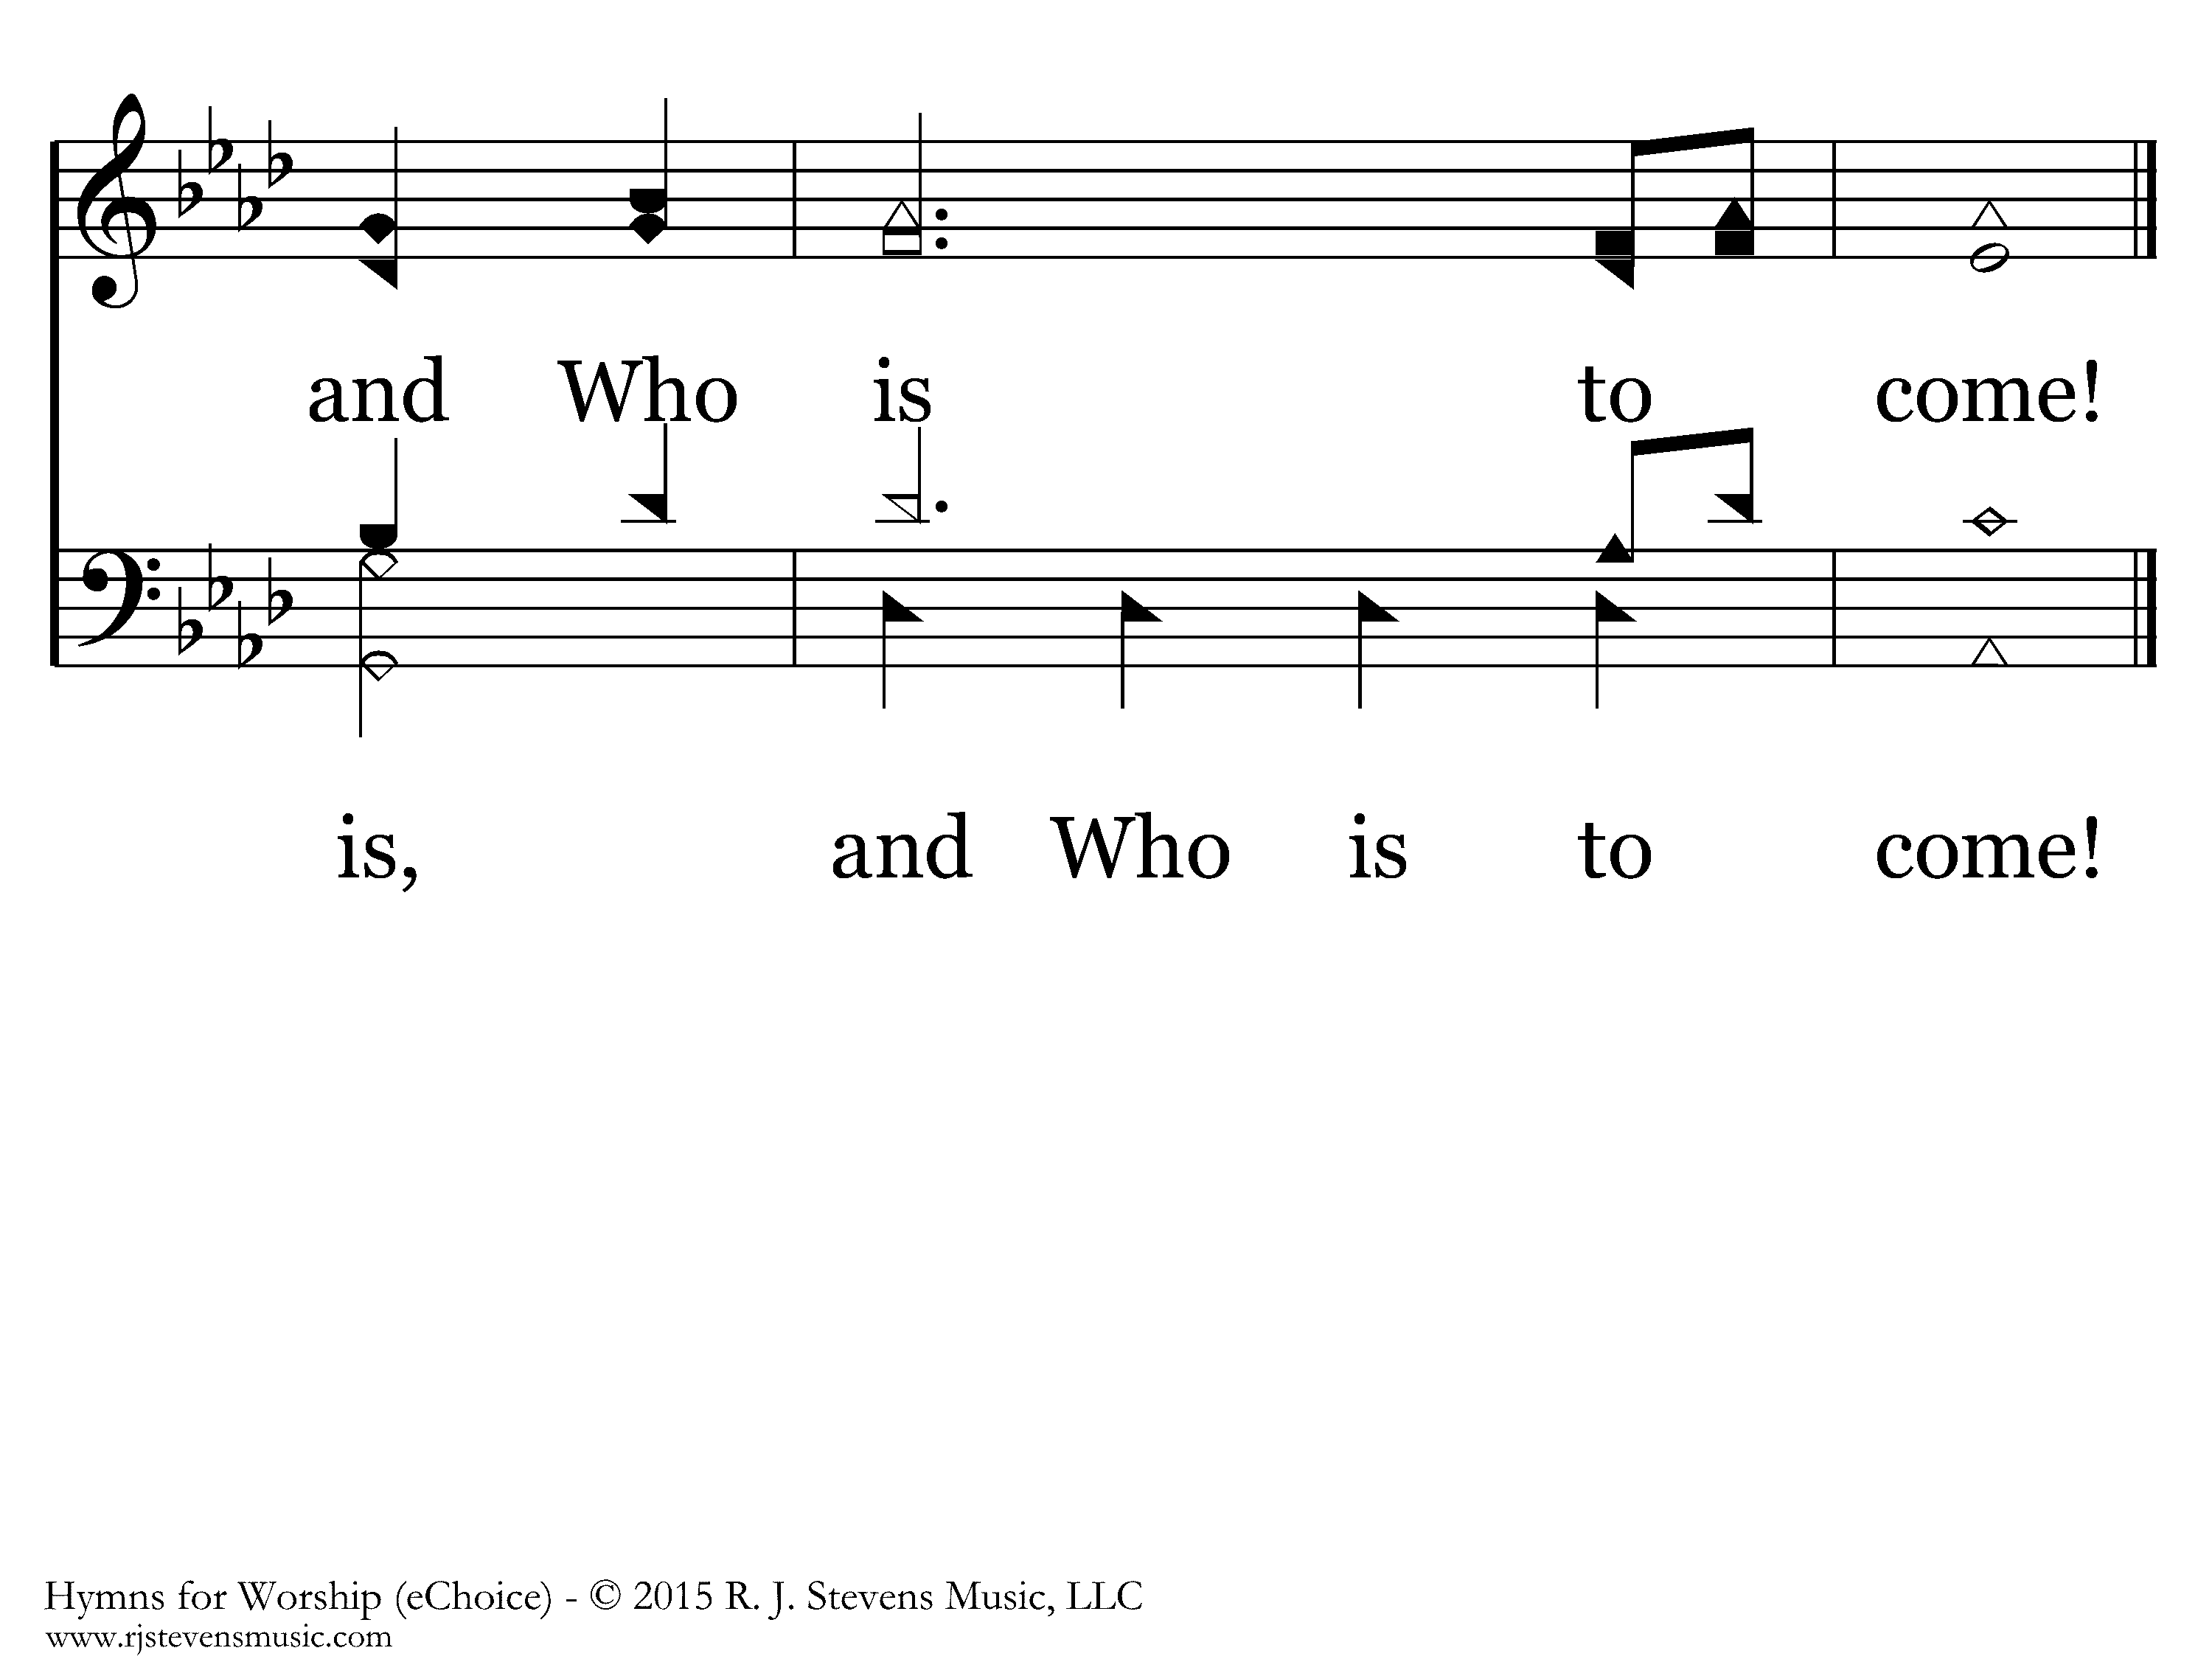 and Who is to come!
is, and Who is to come!
Hymns for Worship (eChoice) - © 2015 R. J. Stevens Music, LLC
www.rjstevensmusic.com